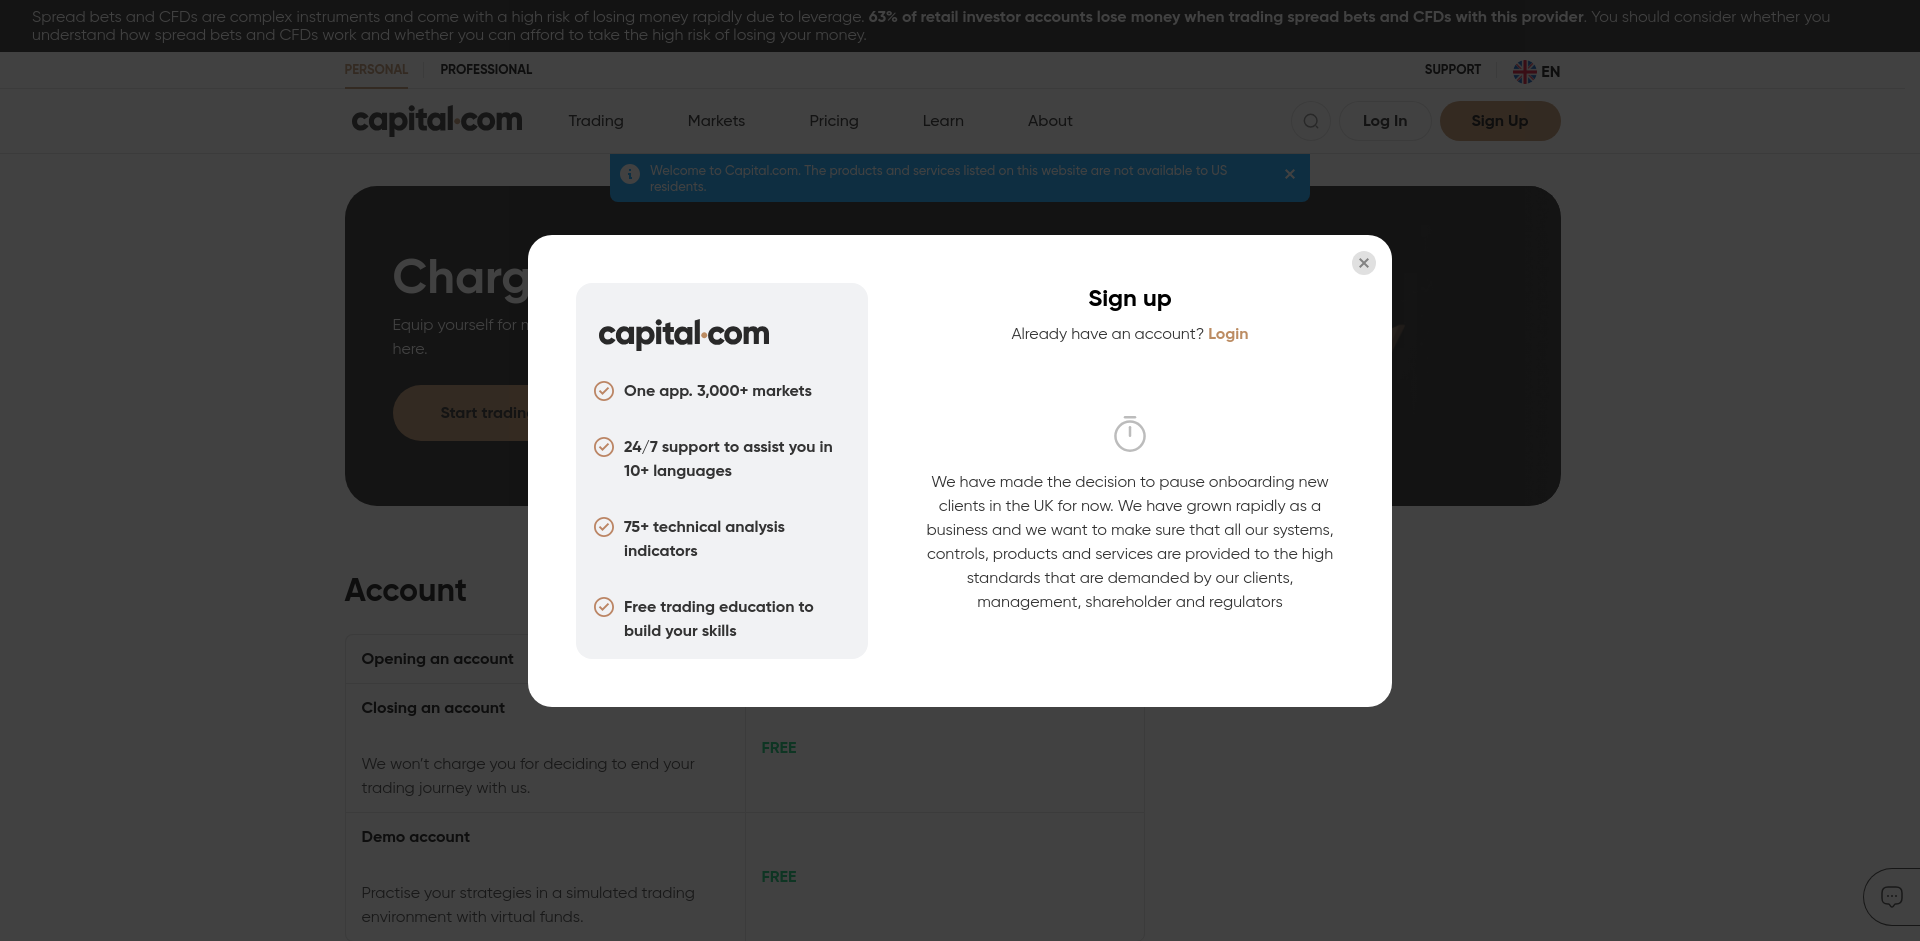 Spread bets and CFDs are complex instruments and come with a high risk of losing money rapidly due to leverage. 63% of retail investor accounts lose money when trading spread bets and CFDs with this provider. You should consider whether you
understand how spread bets and CFDs work and whether you can afford to take the high risk of losing your money.
PERSONAL PROFESSIONAL SUPPORT EN
capital.com Trading Markets Pricing Learn About Log In Sign Up
Welcome to Capital.com. The products and services listed on this website are not available to US
residents.
Charg
Equip yourself for
here.
Start trading
capital.com
One app. 3,000+ markets
24/7 support to assist you in
10+ languages
75+ technical analysis
indicators
Free trading education to
build your skills
Sign up
Already have an account? Login
We have made the decision to pause onboarding new
clients in the UK for now. We have grown rapidly as a
business and we want to make sure that all our systems,
controls, products and services are provided to the high
standards that are demanded by our clients,
management, shareholder and regulators
Account
Opening an account
Closing an account
We won't charge you for deciding to end your
trading journey with us.
FREE
Demo account
Practise your strategies in a simulated trading
environment with virtual funds.
FREE